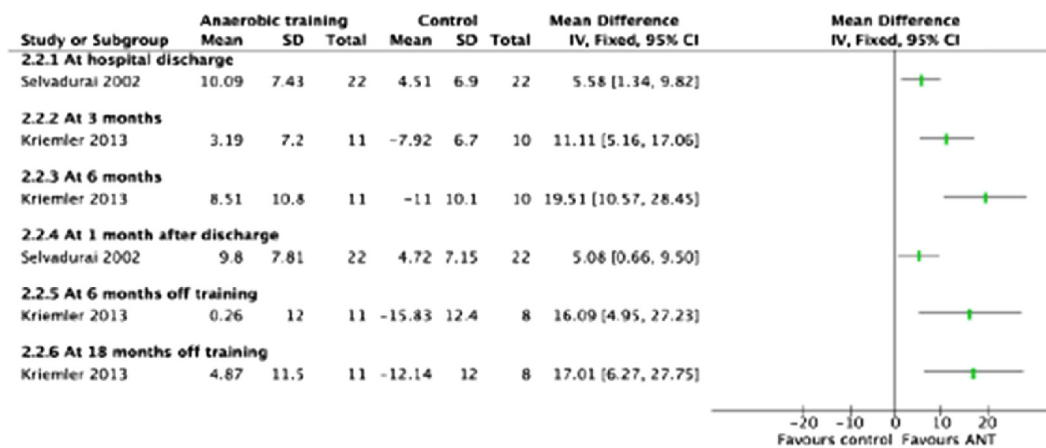 Anaerobic training Control Mean Difference Mean Difference
Study or Subgroup Mean SD Total Mean SD Total IV, Fixed, 95% CI IV, Fixed, 95% CI
2.2.1 At hospital discharge
Selvadurai 2002 10.09 7.43 22 4.51 6.9 22 5.58 [1.34, 9.82]
2.2.2 At 3 months
Kriemler 2013 3.19 7.2 11 -7.92 6.7 10 11.11 [5.16, 17.06]
2.2.3 At 6 months
Kriemler 2013 8.51 10.8 11 -11 10.1 10 19.51 [10.57, 28.45]
2.2.4 At 1 month after discharge
Selvadurai 2002 9.8 7.81 22 4.72 7.15 22 5.08 [0.66, 9.50]
2.2.5 At 6 months off training
Kriemler 2013 0.26 12 11 -15.83 12.4 8 16.09 [4.95, 27.23]
2.2.6 At 18 months off training
Kriemler 2013 4.87 11.5 11 -12.14 12 8 17.01 [6.27, 27.75]
-20 -10 0 10 20
Favours control Favours ANT